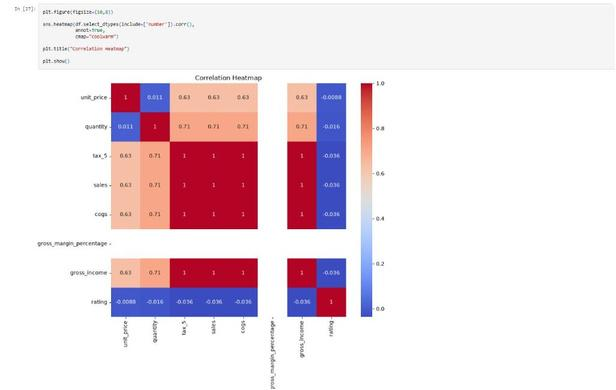 In [27]:
plt.figure(figsize=(10,8))
sns.heatmap(df.select_dtypes(include=['number']).corr(),
annot=True,
cmap="coolwarm")
plt.title("Correlation Heatmap")
plt.show()
Correlation Heatmap
unit_price 1 0.011 0.63 0.63 0.63 0.63 -0.0088
quantity 0.011 1 0.71 0.71 0.71 0.71 -0.016
tax_5 0.63 0.71 1 1 1 1 -0.036
sales 0.63 0.71 1 1 1 1 -0.036
cogs 0.63 0.71 1 1 1 1 -0.036
gross_margin_percentage
gross_income 0.63 0.71 1 1 1 1 -0.036
rating -0.0088 -0.016 -0.036 -0.036 -0.036 -0.036 1
unit_price quantity tax_5 sales cogs gross_margin_percentage gross_income rating
1.0
0.8
0.6
0.4
0.2
0.0